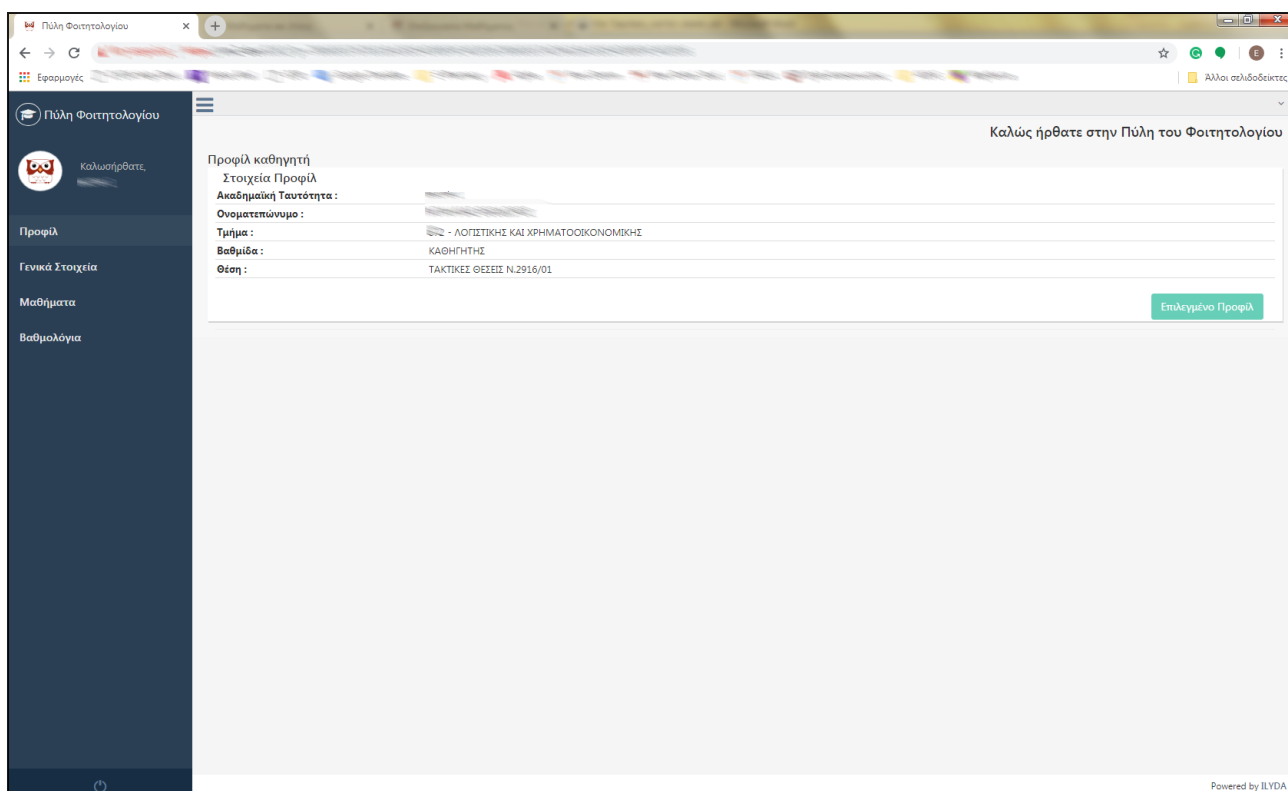 Πύλη Φοιτητολογίου
Εφαρμογές
Άλλοι σελιδοδείκτες
E
Πύλη Φοιτητολογίου
Καλώς ήρθατε στην Πύλη του Φοιτητολογίου
Καλωσήρθατε,
Προφίλ καθηγητή
Στοιχεία Προφίλ
Ακαδημαϊκή Ταυτότητα :
Ονοματεπώνυμο :
Τμήμα : - ΛΟΓΙΣΤΙΚΗΣ ΚΑΙ ΧΡΗΜΑΤΟΟΙΚΟΝΟΜΙΚΗΣ
Βαθμίδα : ΚΑΘΗΓΗΤΗΣ
Θέση : ΤΑΚΤΙΚΕΣ ΘΕΣΕΙΣ Ν.2916/01
Επιλεγμένο Προφίλ
Προφίλ
Γενικά Στοιχεία
Μαθήματα
Βαθμολόγια
Powered by ILYDA